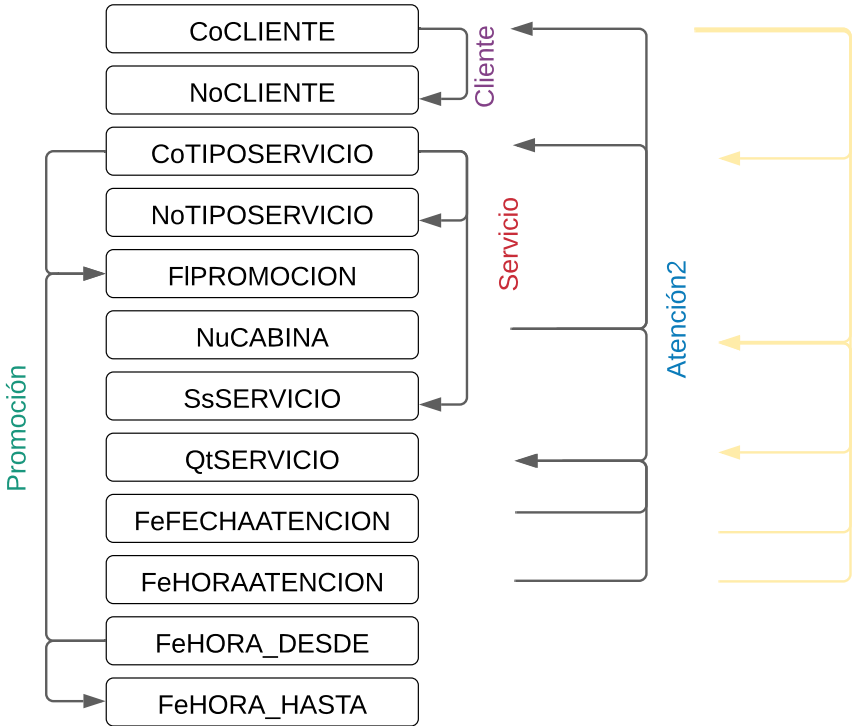 CoCLIENTE
NoCLIENTE
CoTIPOSERVICIO
NoTIPOSERVICIO
FlPROMOCION
NuCABINA
SsSERVICIO
QtSERVICIO
FeFECHAATENCION
FeHORAATENCION
FeHORA_DESDE
FeHORA_HASTA
Promoción
Cliente
Servicio
Atención2